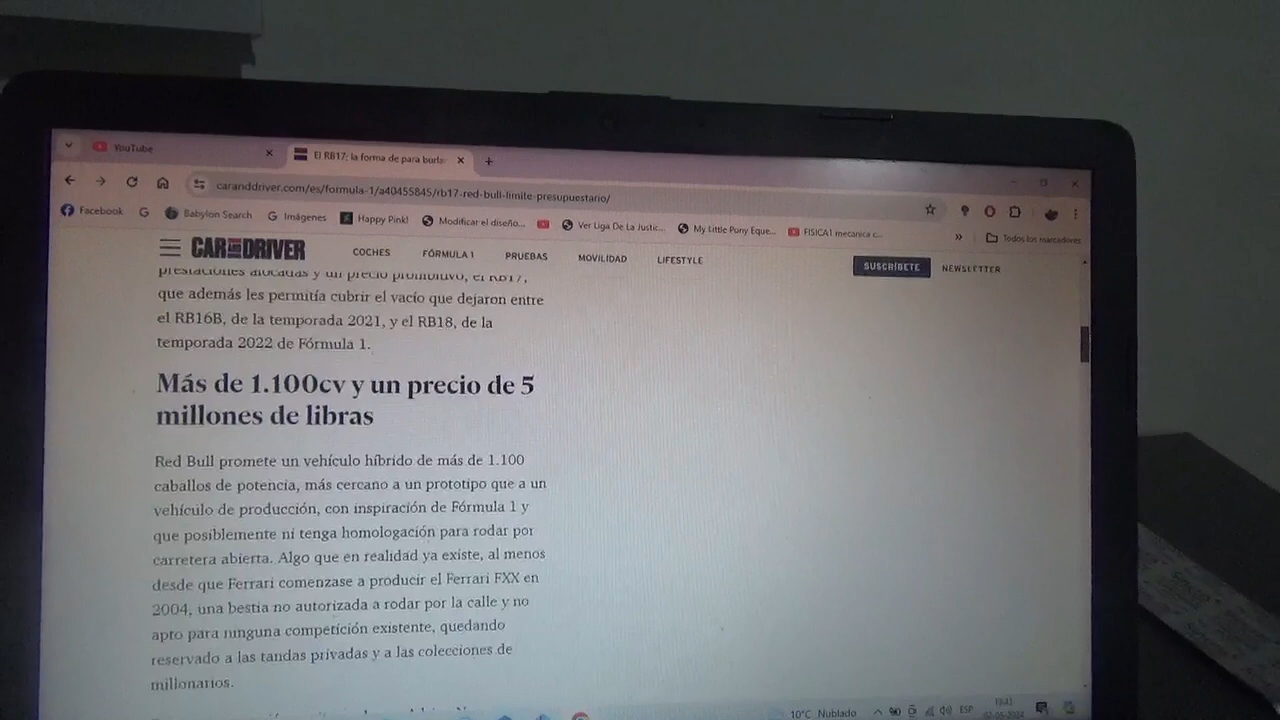 YouTube
El RB17; la forma de para burla
caranddriver.com/es/formula-1/a40455845/rb17-red-bull-limite-presupuestario/
Facebook
Babylon Search
Imágenes
Happy Pink!
Modificar el diseño...
Ver Liga De La Justic...
My Little Pony Eque...
FISICA1 mecanica c...
Todos los marcadores
CAR AND DRIVER
COCHES
FÓRMULA 1
PRUEBAS
MOVILIDAD
LIFESTYLE
SUSCRÍBETE
NEWSLETTER
prestaciones alocadas y un precio prohibitivo, el RB17,
que además les permitía cubrir el vacío que dejaron entre
el RB16B, de la temporada 2021, y el RB18, de la
temporada 2022 de Fórmula 1.
Más de 1.100cv y un precio de 5
millones de libras
Red Bull promete un vehículo híbrido de más de 1.100
caballos de potencia, más cercano a un prototipo que a un
vehículo de producción, con inspiración de Fórmula 1 y
que posiblemente ni tenga homologación para rodar por
carretera abierta. Algo que en realidad ya existe, al menos
desde que Ferrari comenzase a producir el Ferrari FXX en
2004, una bestia no autorizada a rodar por la calle y no
apto para ninguna competición existente, quedando
reservado a las tandas privadas y a las colecciones de
millonarios.
10°C Nublado
ESP